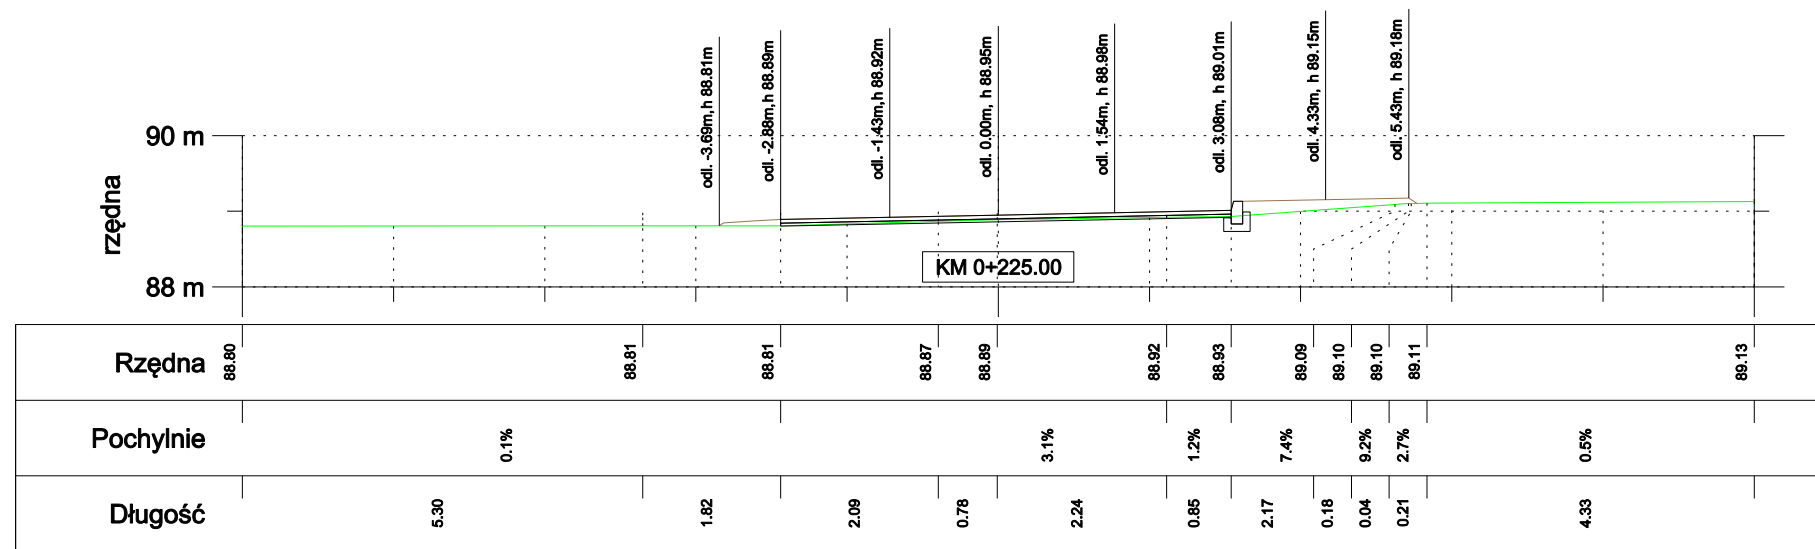 odl. -3.69m,h 88.81m
odl. -2.88m,h 88.89m
odl. -1.43m,h 88.92m
odl. 0.00m, h 88.95m
odl. 1.54m, h 88.98m
odl. 3.08m, h 89.01m
odl. 4.33m, h 89.15m
odl. 5.43m, h 89.18m
90 m
rzędna
88 m
KM 0+225.00
Rzędna 88.80 88.81 88.81 88.87 88.89 88.92 88.93 89.09 89.10 89.10 89.11 89.13
Pochylnie 0.1% 3.1% 1.2% 7.4% 9.2% 2.7% 0.5%
Długość 5.30 1.82 2.09 0.78 2.24 0.85 2.17 0.18 0.04 0.21 4.33